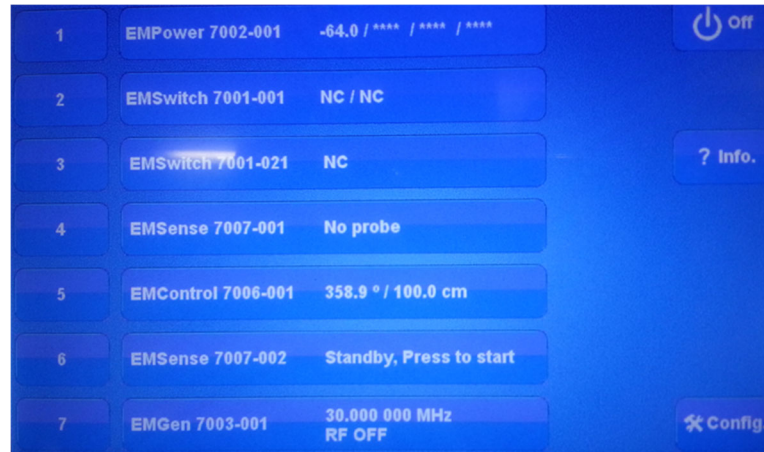 1 EMPower 7002-001 -64.0 / **** / **** / ****
Off
2 EMSwitch 7001-001 NC / NC
3 EMSwitch 7001-021 NC
? Info.
4 EMSense 7007-001 No probe
5 EMControl 7006-001 358.9 º / 100.0 cm
6 EMSense 7007-002 Standby, Press to start
7 EMGen 7003-001 30.000 000 MHz
RF OFF
Config.